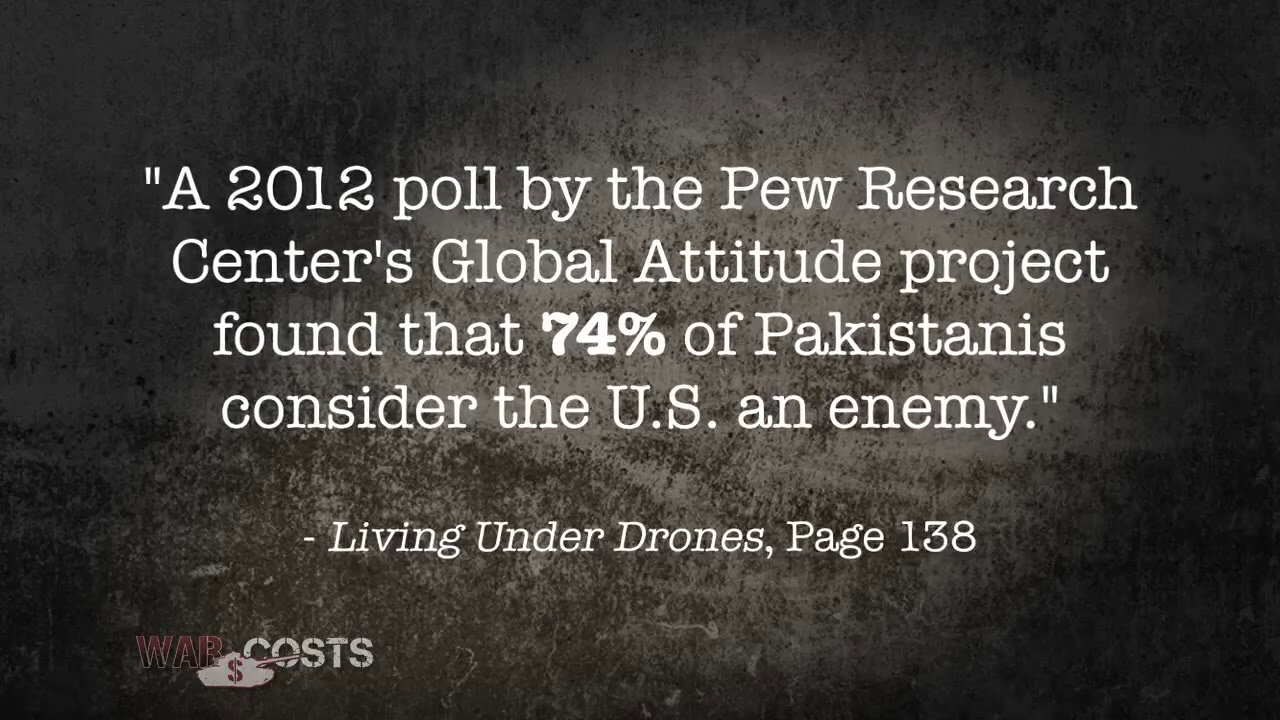 "A 2012 poll by the Pew Research
Center's Global Attitude project
found that 74% of Pakistanis
consider the U.S. an enemy."
- Living Under Drones, Page 138
WAR COSTS
$